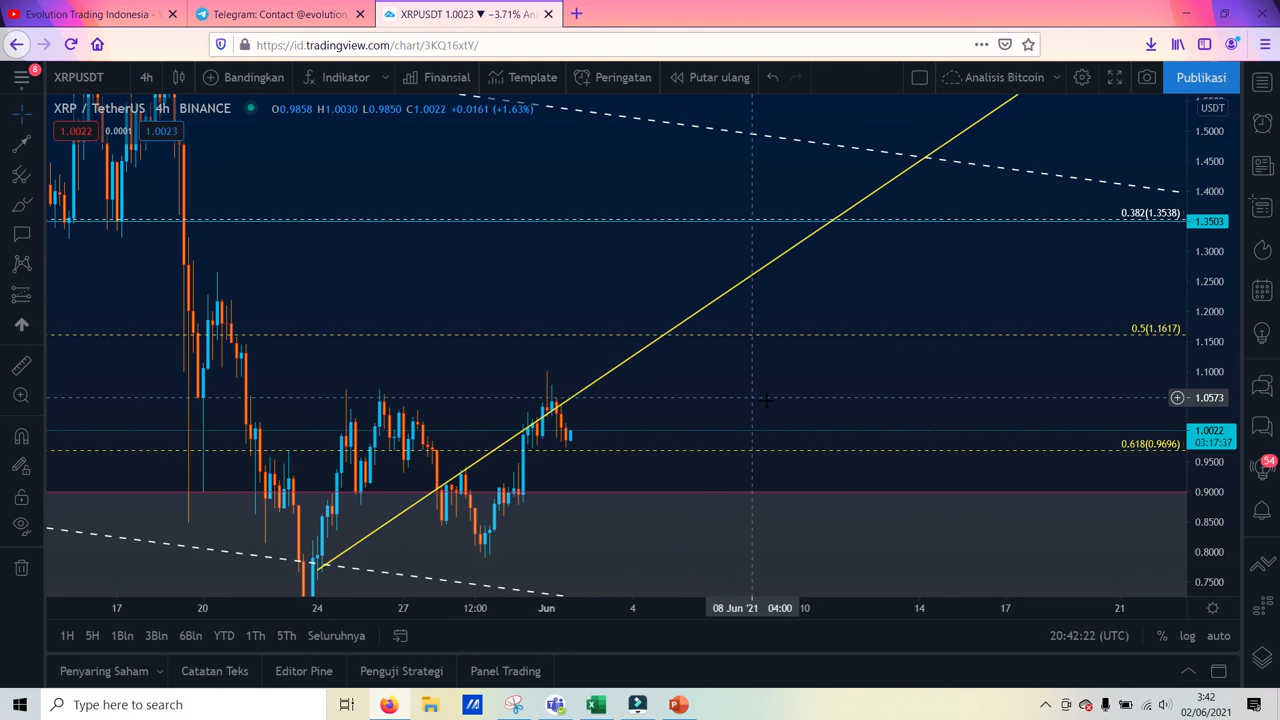 Evolution Trading Indonesia -
Telegram: Contact @evolution_
XRPUSDT 1.0023 ▼ −3.71% An
https://id.tradingview.com/chart/3KQ16xtY/
8
XRPUSDT 4h Bandingkan Indikator Finansial Template Peringatan Putar ulang Analisis Bitcoin Publikasi
XRP / TetherUS 4h BINANCE O0.9858 H1.0030 L0.9850 C1.0022 +0.0161 (+1.63%)
1.0022 0.0001 1.0023
USDT
1.5000
1.4500
1.4000
0.382(1.3538)
1.3503
1.3000
1.2500
1.2000
0.5(1.1617)
1.1500
1.1000
1.0573
1.0022
03:17:37
0.618(0.9696)
0.9500
54
0.9000
0.8500
0.8000
0.7500
17 20 24 27 12:00 Jun 4 08 Jun '21 04:00 10 14 17 21
1H 5H 1Bln 3Bln 6Bln YTD 1Th 5Th Seluruhnya 20:42:22 (UTC) % log auto
Penyaring Saham Catatan Teks Editor Pine Penguji Strategi Panel Trading
Type here to search
3:42
02/06/2021